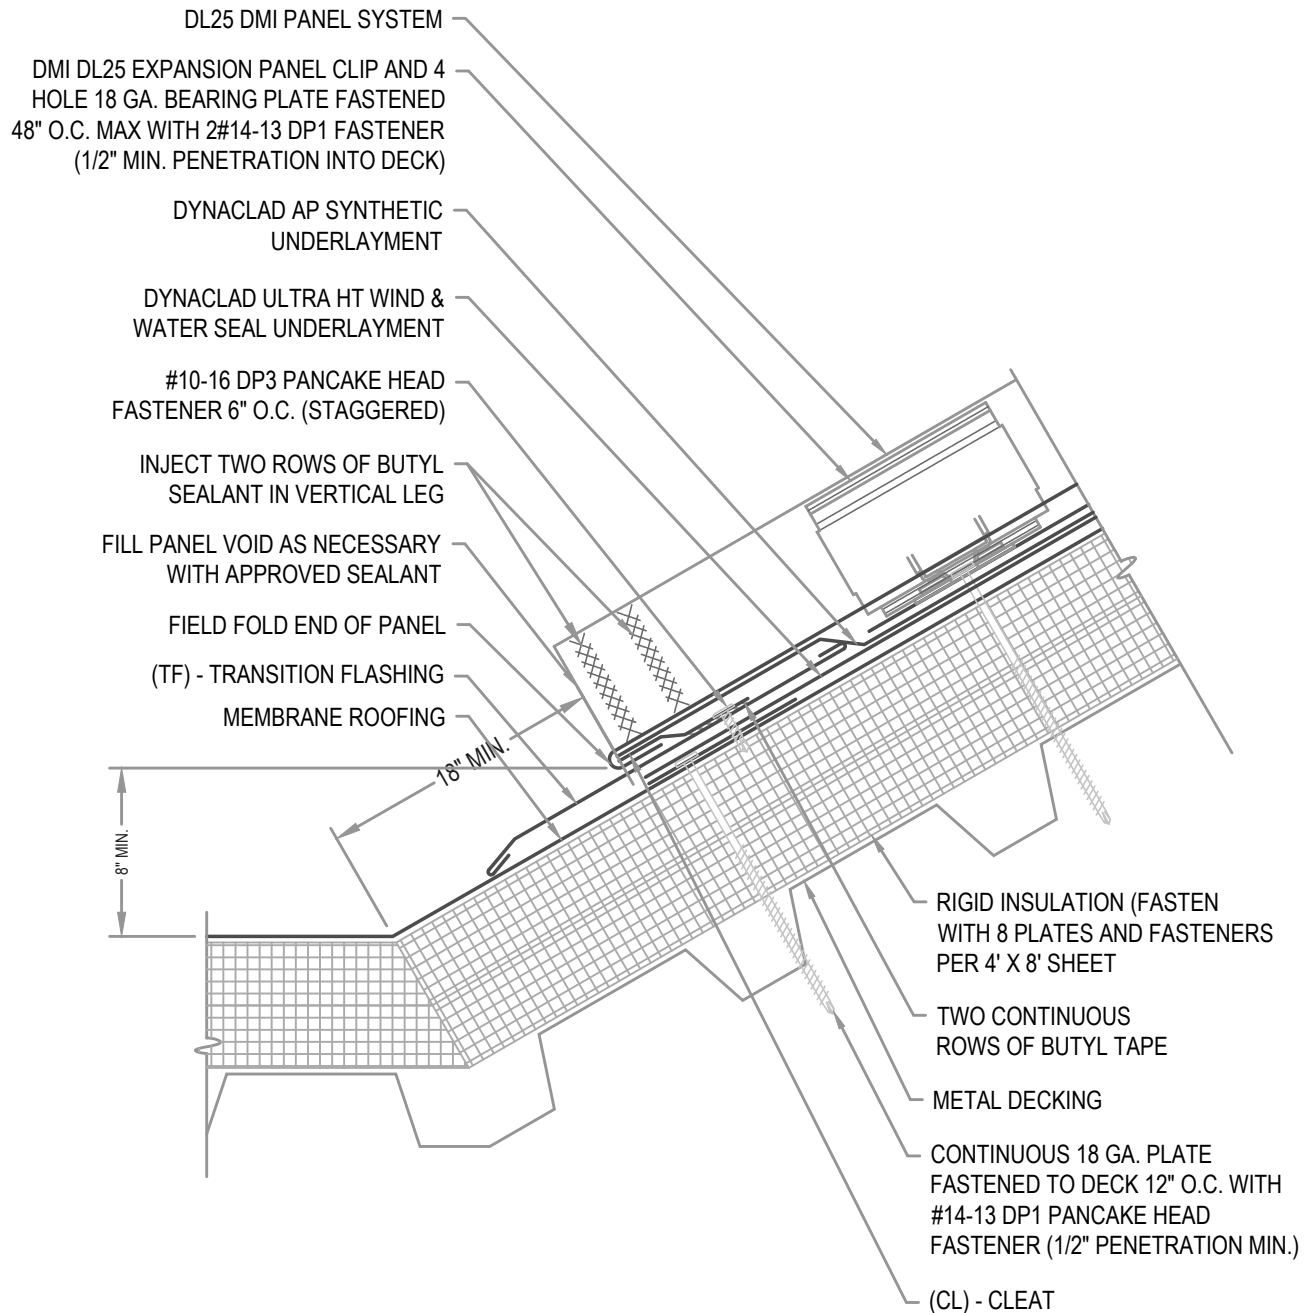 DL25 DMI PANEL SYSTEM
DMI DL25 EXPANSION PANEL CLIP AND 4
HOLE 18 GA. BEARING PLATE FASTENED
48" O.C. MAX WITH 2#14-13 DP1 FASTENER
(1/2" MIN. PENETRATION INTO DECK)
DYNACLAD AP SYNTHETIC
UNDERLAYMENT
DYNACLAD ULTRA HT WIND &
WATER SEAL UNDERLAYMENT
#10-16 DP3 PANCAKE HEAD
FASTENER 6" O.C. (STAGGERED)
INJECT TWO ROWS OF BUTYL
SEALANT IN VERTICAL LEG
FILL PANEL VOID AS NECESSARY
WITH APPROVED SEALANT
FIELD FOLD END OF PANEL
(TF) - TRANSITION FLASHING
MEMBRANE ROOFING
18" MIN.
8" MIN.
RIGID INSULATION (FASTEN
WITH 8 PLATES AND FASTENERS
PER 4' X 8' SHEET
TWO CONTINUOUS
ROWS OF BUTYL TAPE
METAL DECKING
CONTINUOUS 18 GA. PLATE
FASTENED TO DECK 12" O.C. WITH
#14-13 DP1 PANCAKE HEAD
FASTENER (1/2" PENETRATION MIN.)
(CL) - CLEAT